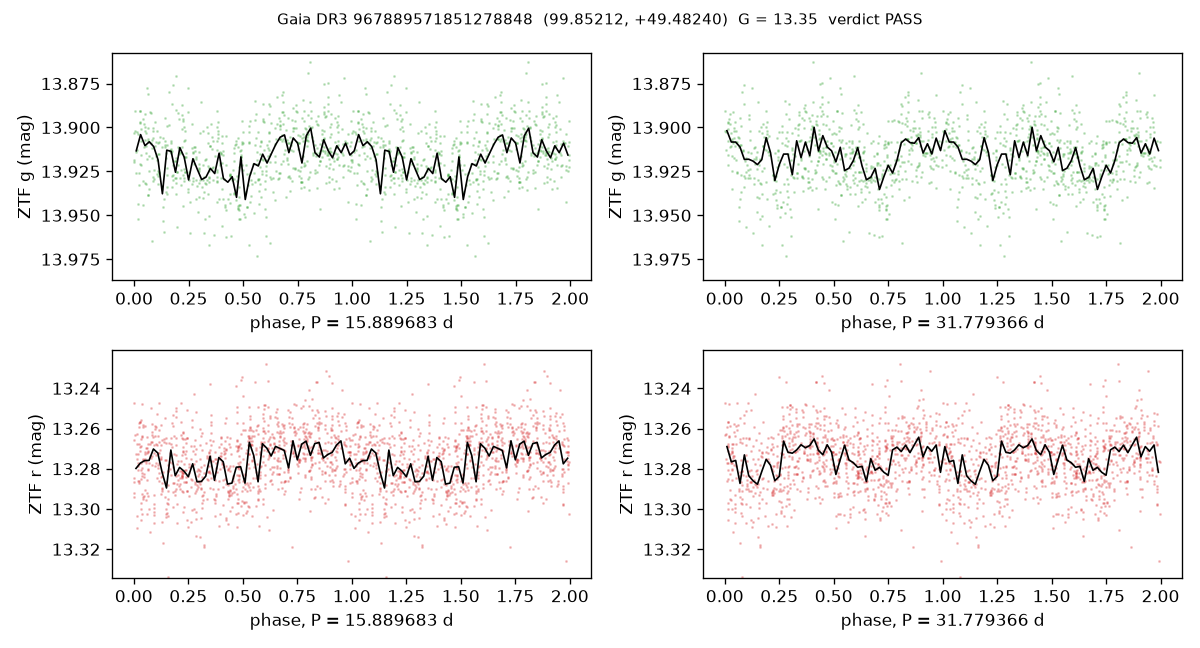 Gaia DR3 967889571851278848 (99.85212, +49.48240) G = 13.35 verdict PASS
ZTF g (mag)
13.875
13.900
13.925
13.950
13.975
0.00 0.25 0.50 0.75 1.00 1.25 1.50 1.75 2.00
phase, P = 15.889683 d
ZTF g (mag)
13.875
13.900
13.925
13.950
13.975
0.00 0.25 0.50 0.75 1.00 1.25 1.50 1.75 2.00
phase, P = 31.779366 d
ZTF r (mag)
13.24
13.26
13.28
13.30
13.32
0.00 0.25 0.50 0.75 1.00 1.25 1.50 1.75 2.00
phase, P = 15.889683 d
ZTF r (mag)
13.24
13.26
13.28
13.30
13.32
0.00 0.25 0.50 0.75 1.00 1.25 1.50 1.75 2.00
phase, P = 31.779366 d